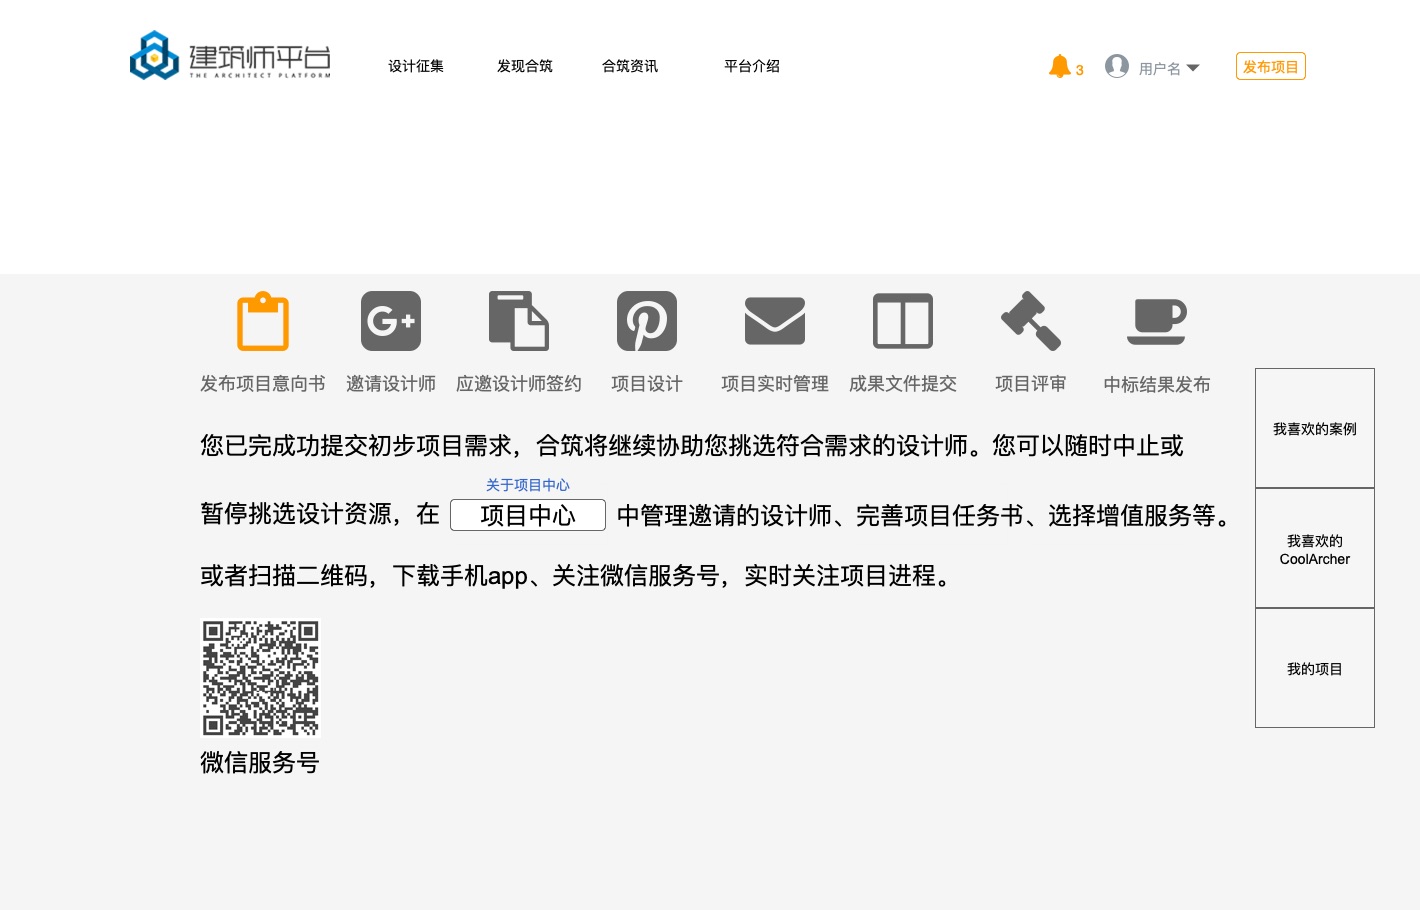 建筑师平台
THE ARCHITECT PLATFORM
设计征集 发现合筑 合筑资讯 平台介绍
3 用户名 发布项目
发布项目意向书 邀请设计师 应邀设计师签约 项目设计 项目实时管理 成果文件提交 项目评审 中标结果发布
您已完成功提交初步项目需求，合筑将继续协助您挑选符合需求的设计师。您可以随时中止或
关于项目中心
暂停挑选设计资源，在 项目中心 中管理邀请的设计师、完善项目任务书、选择增值服务等。
或者扫描二维码，下载手机app、关注微信服务号，实时关注项目进程。
微信服务号
我喜欢的案例
我喜欢的
CoolArcher
我的项目